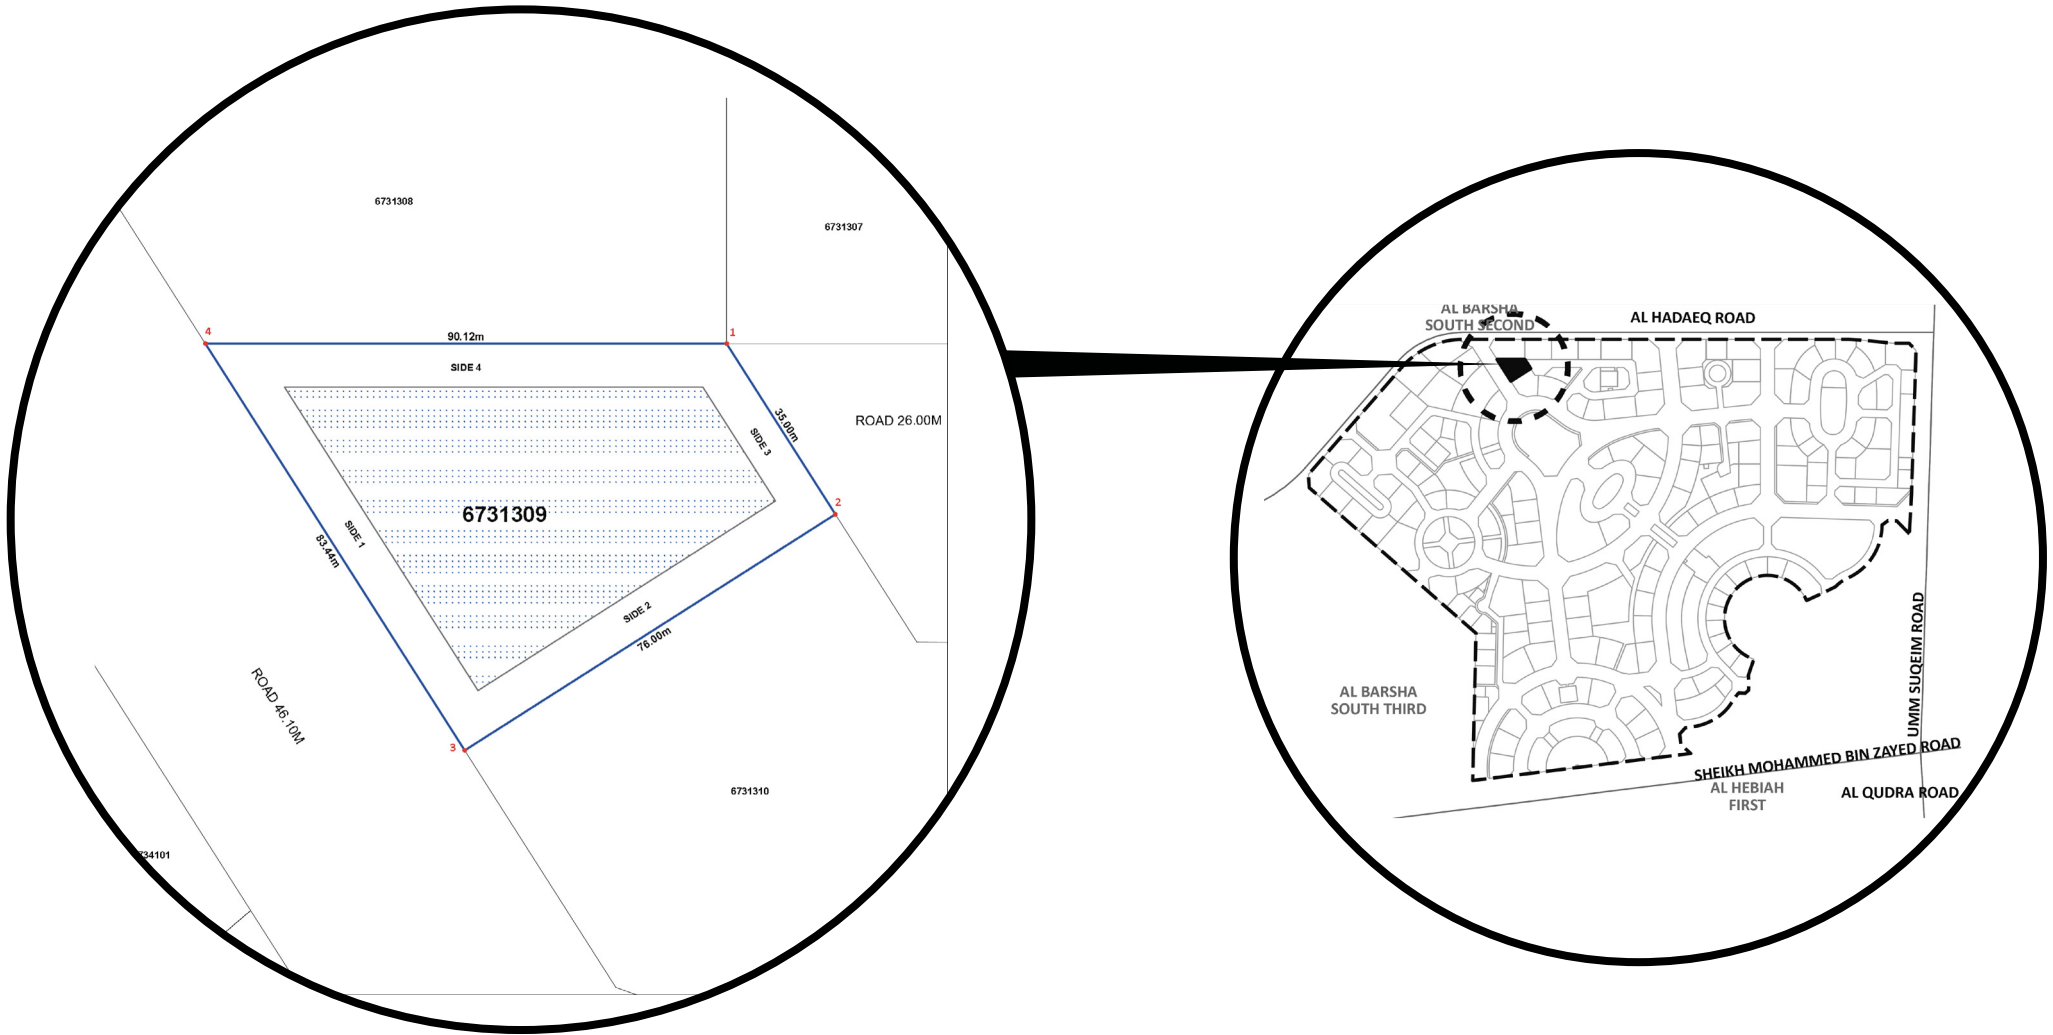 6731308
6731307
4
90.12m
1
SIDE 4
35.00m
SIDE 3
ROAD 26.00M
2
6731309
SIDE 1
83.44m
SIDE 2
76.00m
ROAD 46.10M
3
6731310
734101
AL BARSHA
SOUTH SECOND
AL HADAEQ ROAD
AL BARSHA
SOUTH THIRD
UMM SUQEIM ROAD
SHEIKH MOHAMMED BIN ZAYED ROAD
AL HEBIAH
FIRST
AL QUDRA ROAD